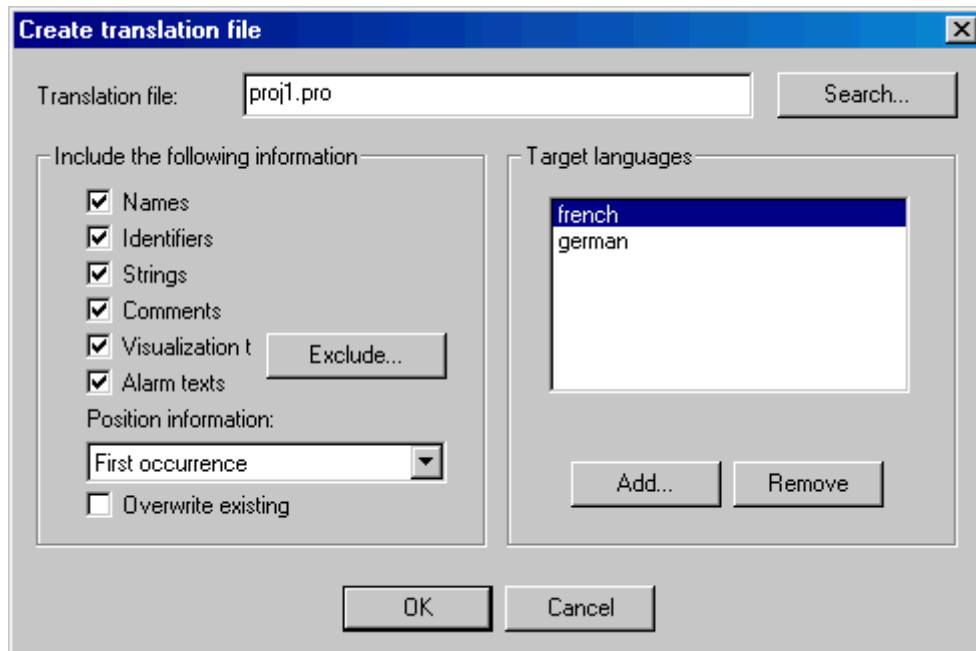 Create translation file
Translation file: proj1.pro Search...
Include the following information
Names
Identifiers
Strings
Comments
Visualization t
Exclude...
Alarm texts
Position information:
First occurrence
Overwrite existing
Target languages
french
german
Add... Remove
OK Cancel